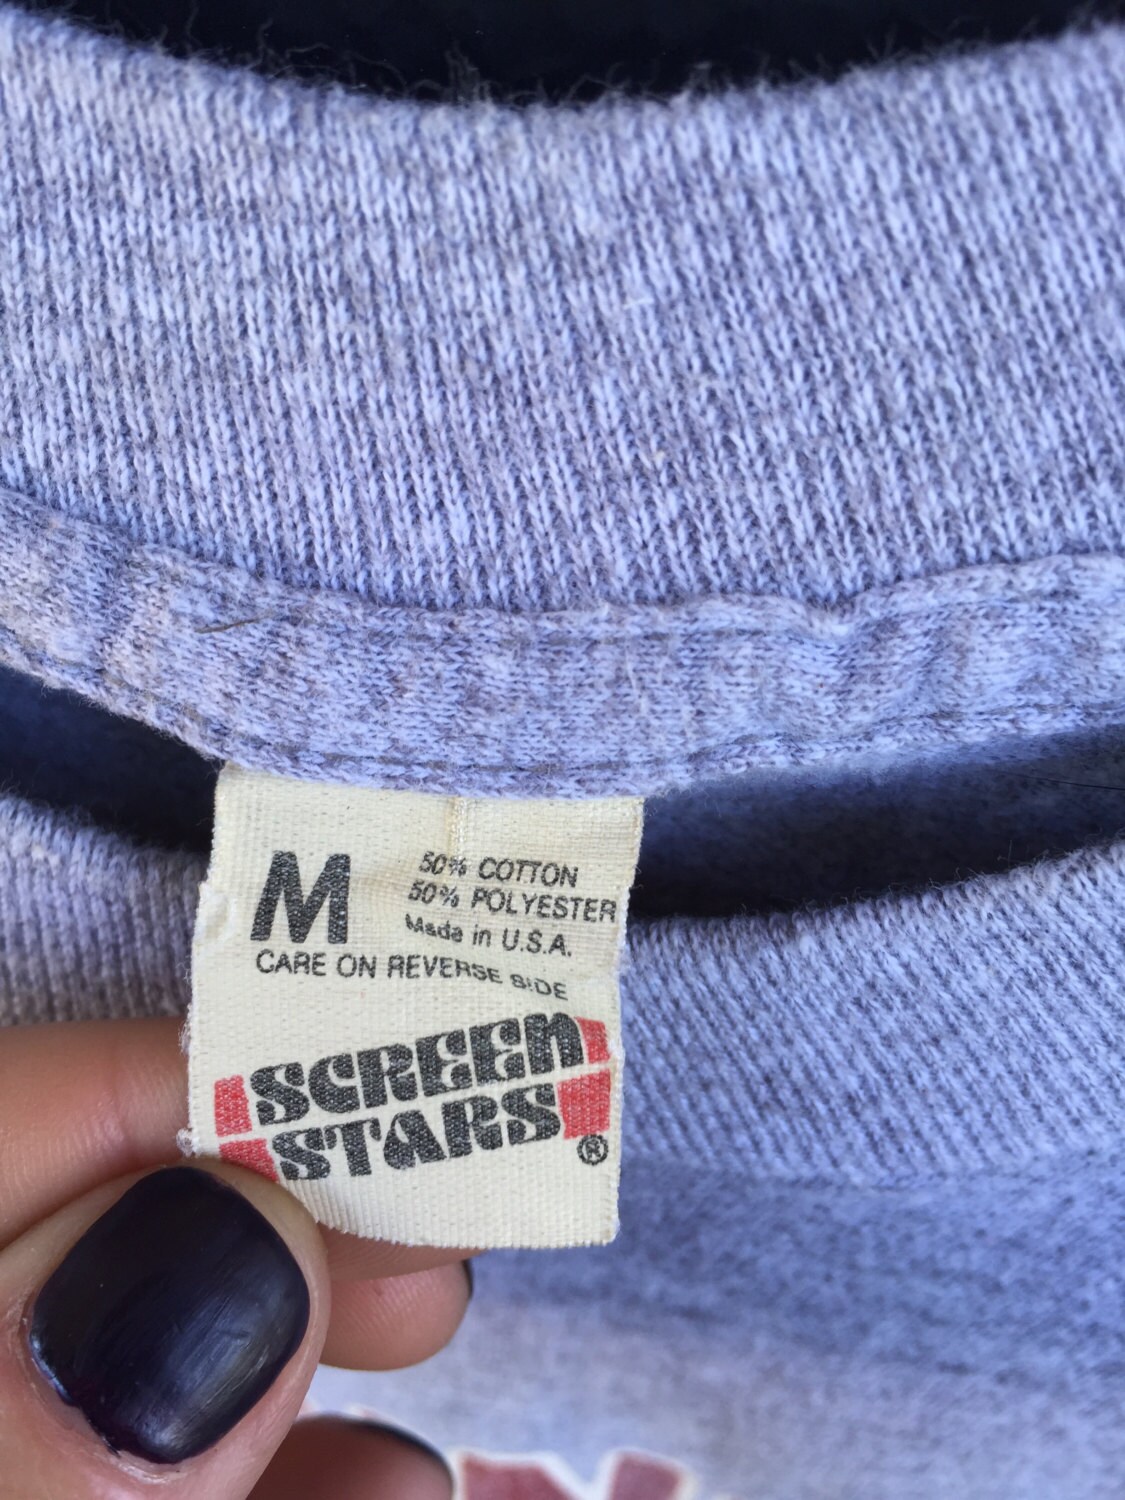 M
50% COTTON
50% POLYESTER
Made in U.S.A.
CARE ON REVERSE SIDE
SCREEN
STARS®